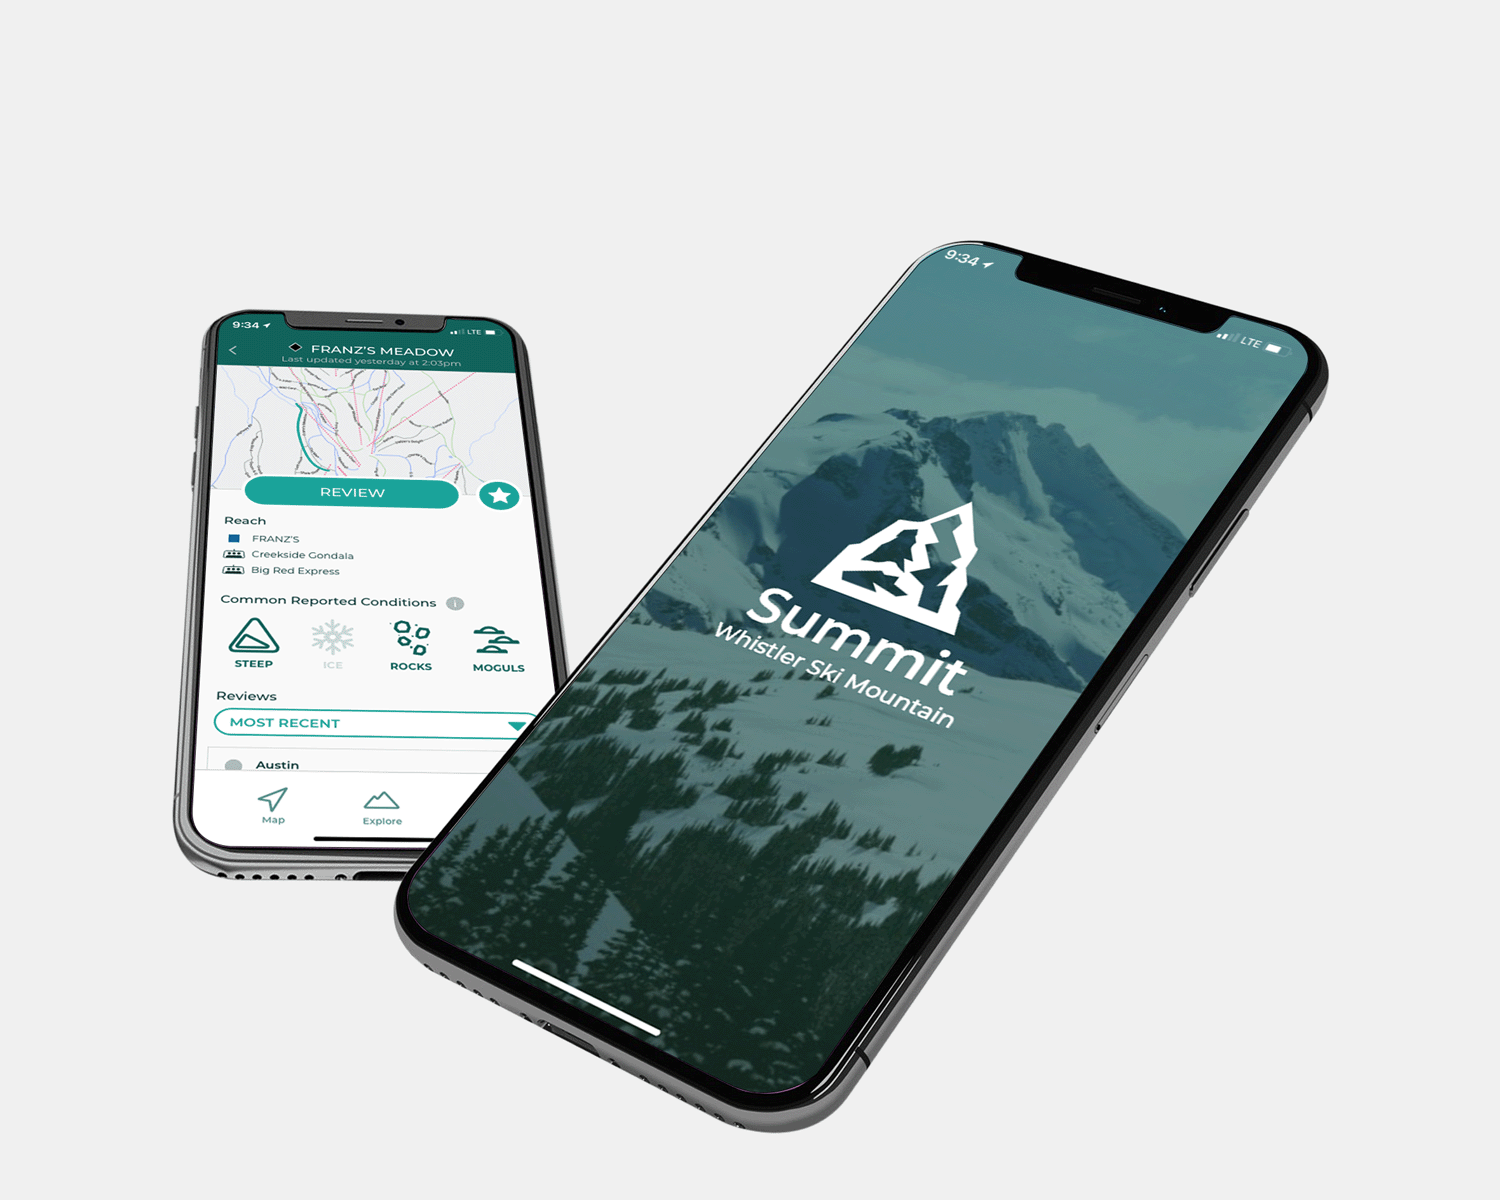 9:34
LTE
FRANZ'S MEADOW
Last updated yesterday at 2:03pm
REVIEW
Reach
FRANZ'S
Creekside Gondala
Big Red Express
Common Reported Conditions i
STEEP ICE ROCKS MOGULS
Reviews
MOST RECENT
Austin
Map Explore
9:34
LTE
Summit
Whistler Ski Mountain